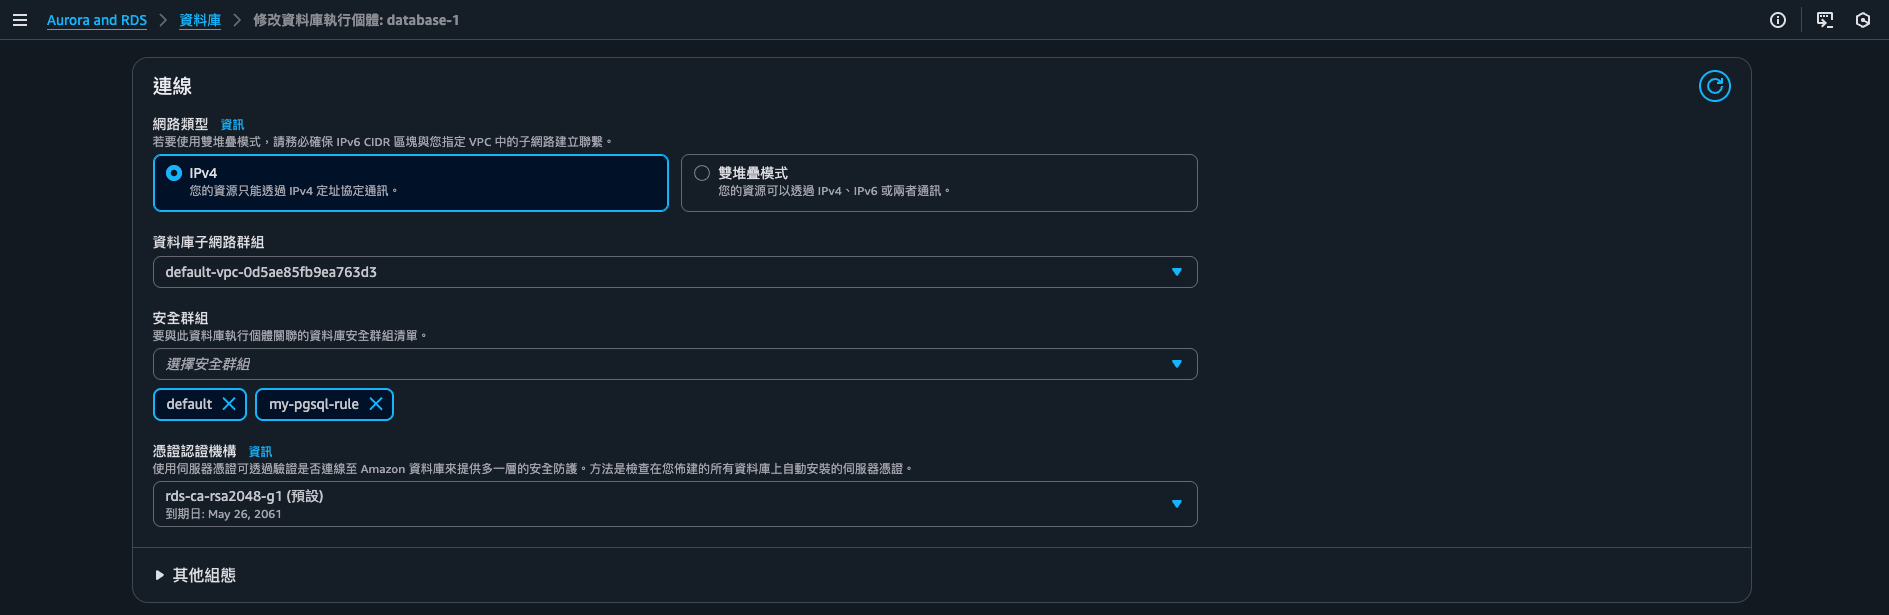 Aurora and RDS > 資料庫 > 修改資料庫執行個體: database-1
連線
網路類型 資訊
若要使用雙堆疊模式，請務必確保 IPv6 CIDR 區塊與您指定 VPC 中的子網路建立聯繫。
IPv4
您的資源只能透過 IPv4 定址協定通訊。
雙堆疊模式
您的資源可以透過 IPv4、IPv6 或兩者通訊。
資料庫子網路群組
default-vpc-0d5ae85fb9ea763d3
安全群組
要與此資料庫執行個體關聯的資料庫安全群組清單。
選擇安全群組
default
my-pgsql-rule
憑證認證機構 資訊
使用伺服器憑證可透過驗證是否連線至 Amazon 資料庫來提供多一層的安全防護。方法是檢查在您佈建的所有資料庫上自動安裝的伺服器憑證。
rds-ca-rsa2048-g1 (預設)
到期日: May 26, 2061
其他組態